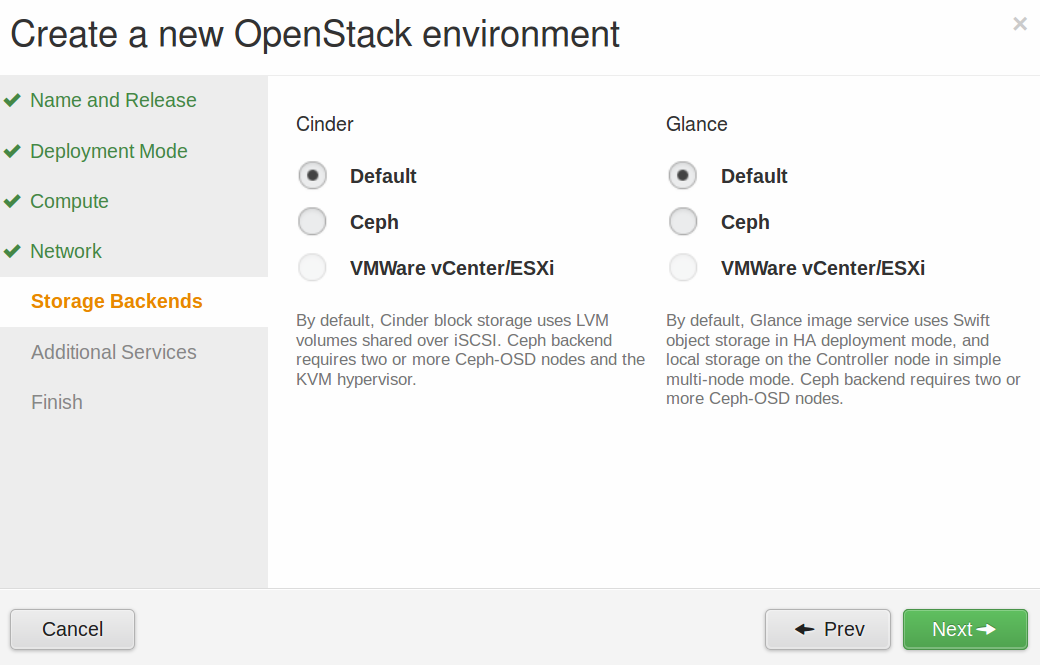 Create a new OpenStack environment
×
Name and Release
Deployment Mode
Compute
Network
Storage Backends
Additional Services
Finish
Cinder
Default
Ceph
VMWare vCenter/ESXi
By default, Cinder block storage uses LVM
volumes shared over iSCSI. Ceph backend
requires two or more Ceph-OSD nodes and the
KVM hypervisor.
Glance
Default
Ceph
VMWare vCenter/ESXi
By default, Glance image service uses Swift
object storage in HA deployment mode, and
local storage on the Controller node in simple
multi-node mode. Ceph backend requires two or
more Ceph-OSD nodes.
Cancel
Prev
Next